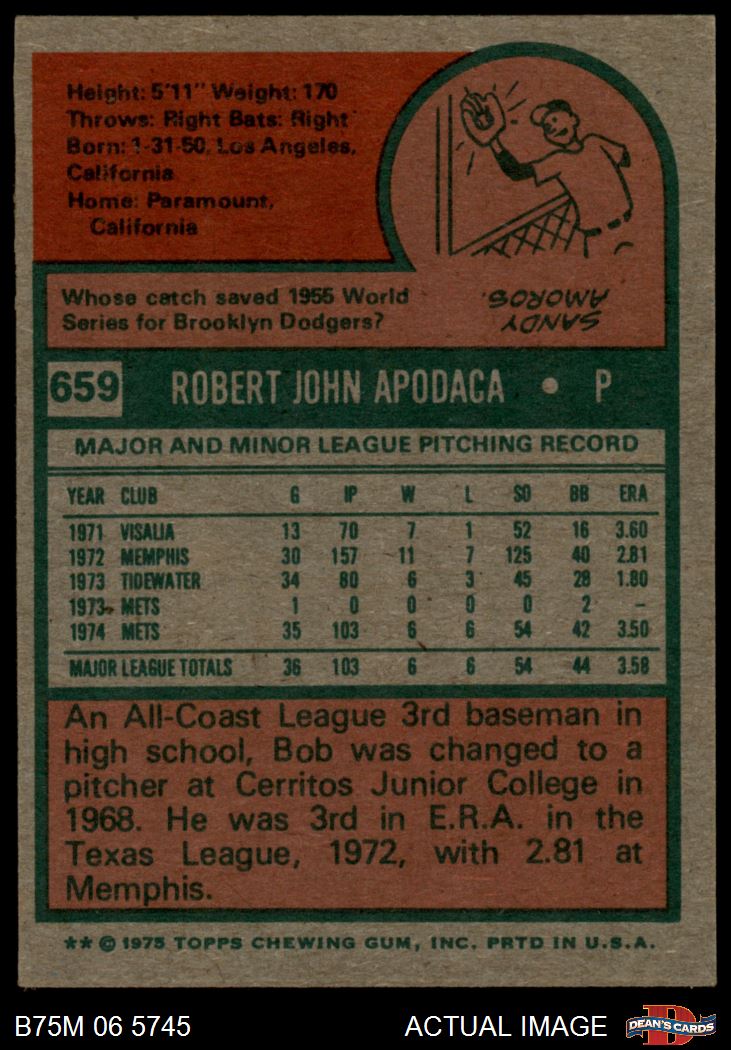 Height: 5'11" Weight: 170
Throws: Right Bats: Right
Born: 1-31-50, Los Angeles,
California
Home: Paramount,
California
Whose catch saved 1955 World
Series for Brooklyn Dodgers?
SANDY
AMOROS.
659 ROBERT JOHN APODACA • P
MAJOR AND MINOR LEAGUE PITCHING RECORD
YEAR CLUB G IP W L SO BB ERA
1971 VISALIA 13 70 7 1 52 16 3.60
1972 MEMPHIS 30 157 11 7 125 40 2.81
1973 TIDEWATER 34 80 6 3 45 28 1.80
1973 METS 1 0 0 0 0 2 –
1974 METS 35 103 6 6 54 42 3.50
MAJOR LEAGUE TOTALS 36 103 6 6 54 44 3.58
An All-Coast League 3rd baseman in
high school, Bob was changed to a
pitcher at Cerritos Junior College in
1968. He was 3rd in E.R.A. in the
Texas League, 1972, with 2.81 at
Memphis.
** © 1975 TOPPS CHEWING GUM, INC. PRTD IN U.S.A.
B75M 06 5745 ACTUAL IMAGE D DEAN'S CARDS